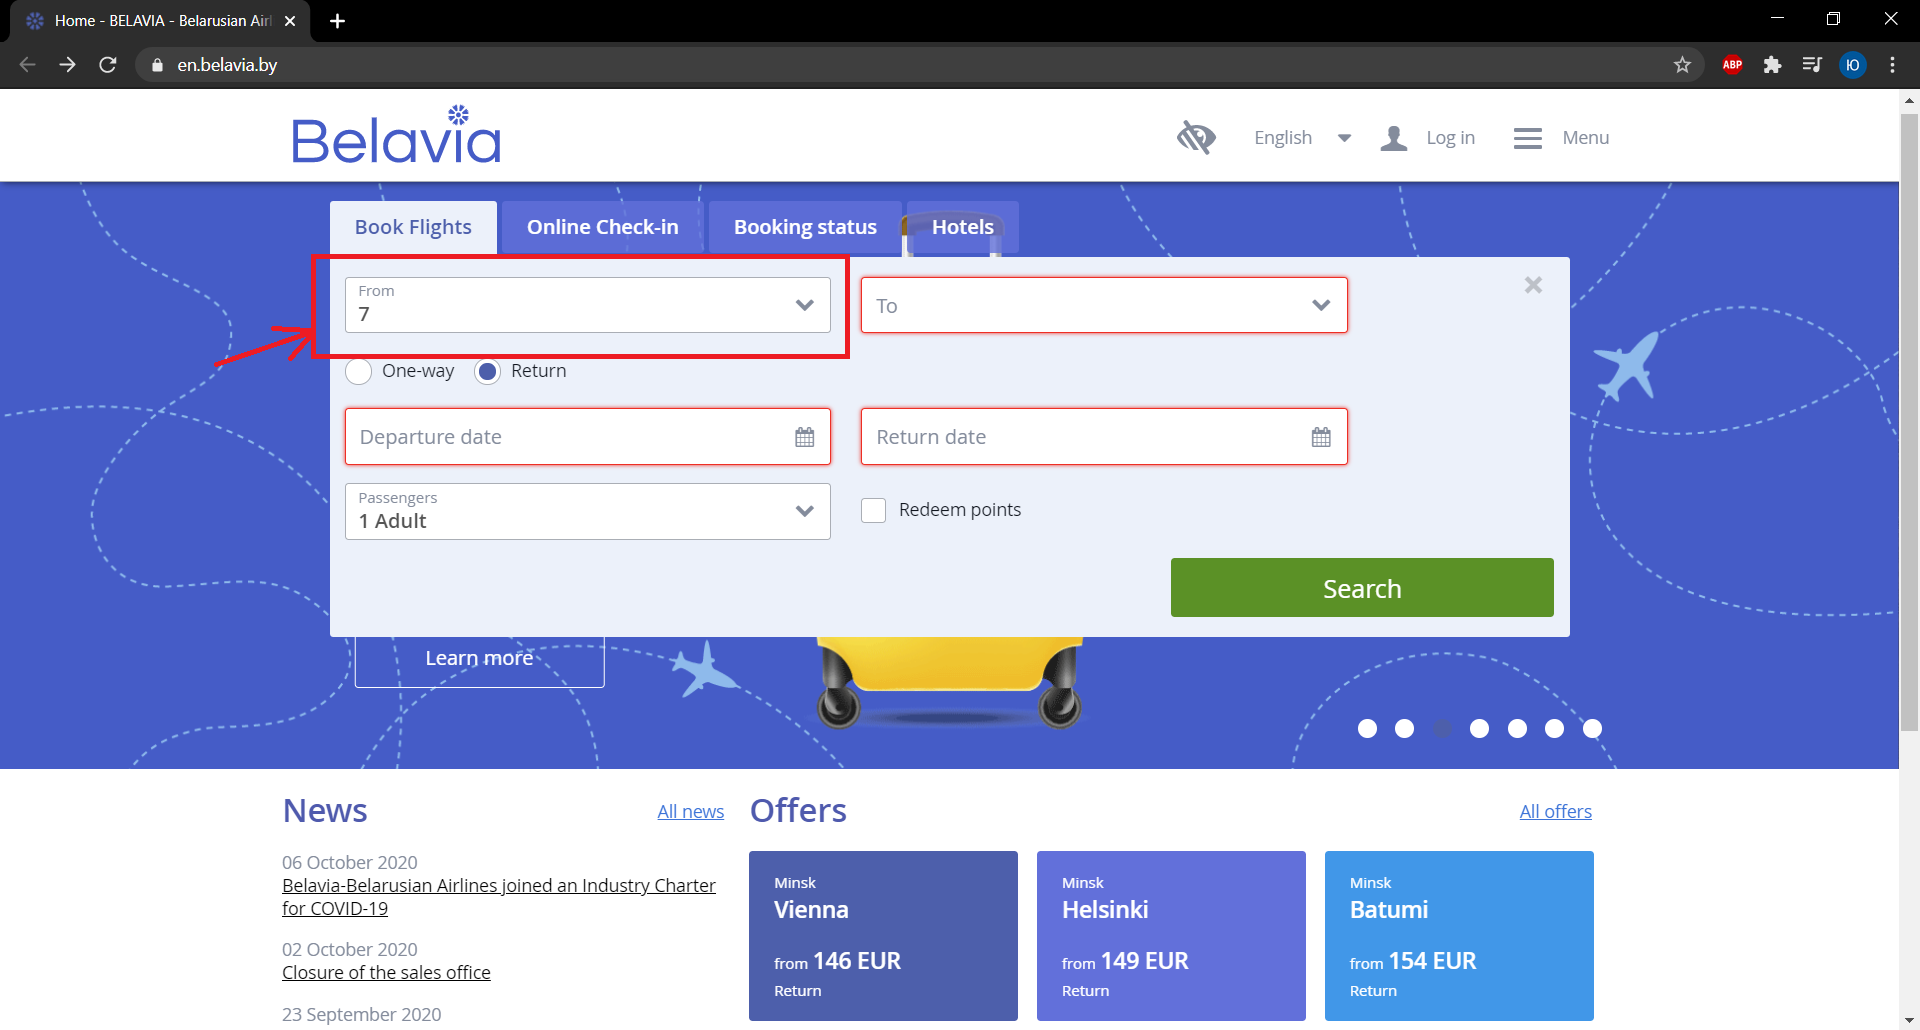 Home - BELAVIA - Belarusian Airl
en.belavia.by
ABP
Ю
Belavia
English
Log in
Menu
Book Flights
Online Check-in
Booking status
Hotels
From
7
To
One-way
Return
Departure date
Return date
Passengers
1 Adult
Redeem points
Search
Learn more
News
All news
06 October 2020
Belavia-Belarusian Airlines joined an Industry Charter
for COVID-19
02 October 2020
Closure of the sales office
23 September 2020
Offers
All offers
Minsk
Vienna
from 146 EUR
Return
Minsk
Helsinki
from 149 EUR
Return
Minsk
Batumi
from 154 EUR
Return